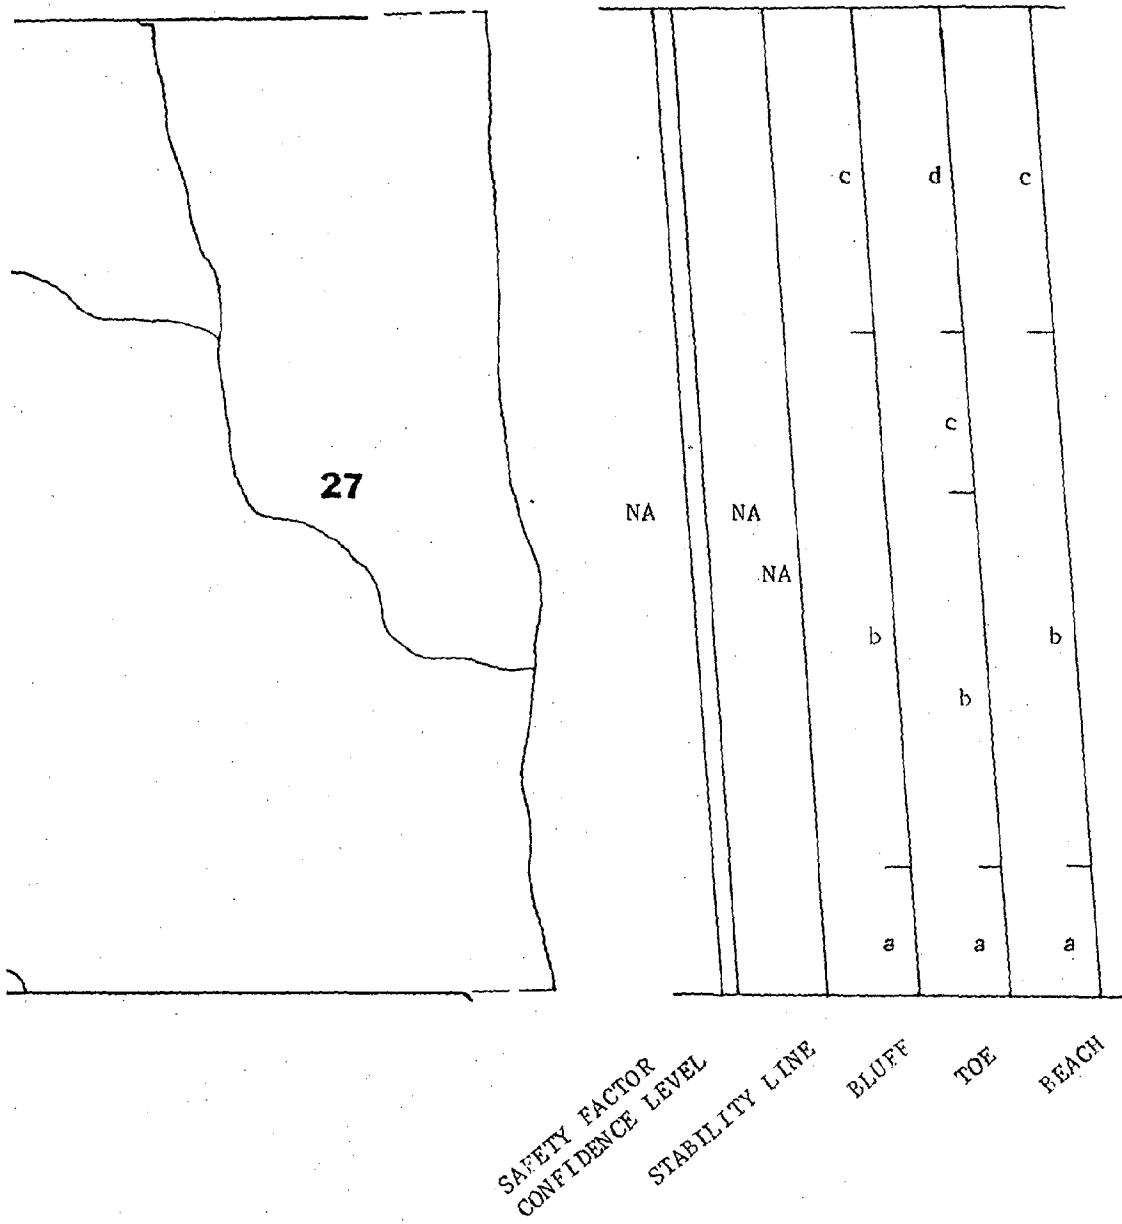 c d c
c
27
NA NA
NA
b b
b
a a a
SAFETY FACTOR
CONFIDENCE LEVEL
STABILITY LINE
BLUFF
TOE
BEACH